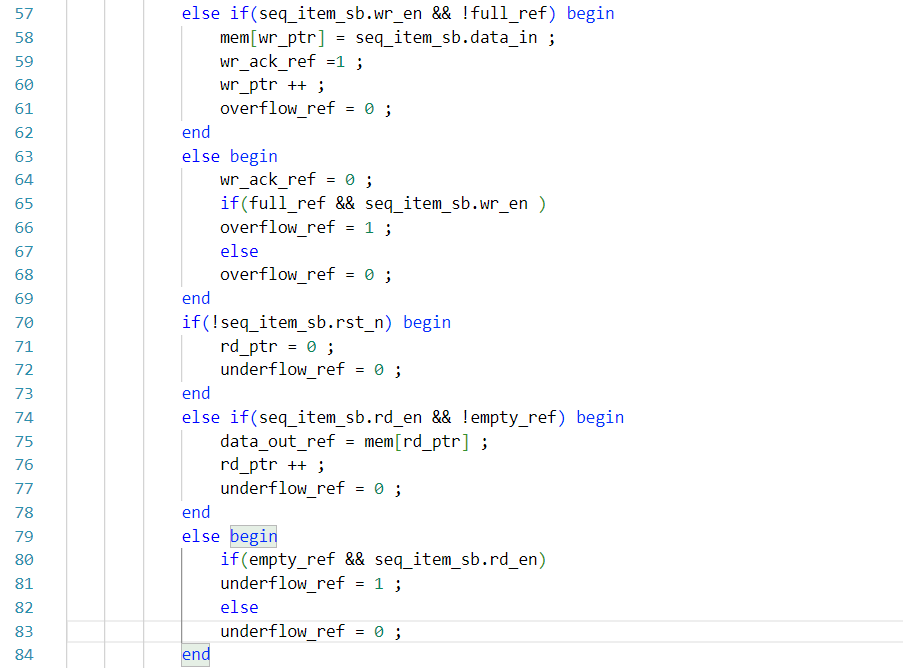 57 else if(seq_item_sb.wr_en && !full_ref) begin
58 mem[wr_ptr] = seq_item_sb.data_in ;
59 wr_ack_ref =1 ;
60 wr_ptr ++ ;
61 overflow_ref = 0 ;
62 end
63 else begin
64 wr_ack_ref = 0 ;
65 if(full_ref && seq_item_sb.wr_en )
66 overflow_ref = 1 ;
67 else
68 overflow_ref = 0 ;
69 end
70 if(!seq_item_sb.rst_n) begin
71 rd_ptr = 0 ;
72 underflow_ref = 0 ;
73 end
74 else if(seq_item_sb.rd_en && !empty_ref) begin
75 data_out_ref = mem[rd_ptr] ;
76 rd_ptr ++ ;
77 underflow_ref = 0 ;
78 end
79 else begin
80 if(empty_ref && seq_item_sb.rd_en)
81 underflow_ref = 1 ;
82 else
83 underflow_ref = 0 ;
84 end